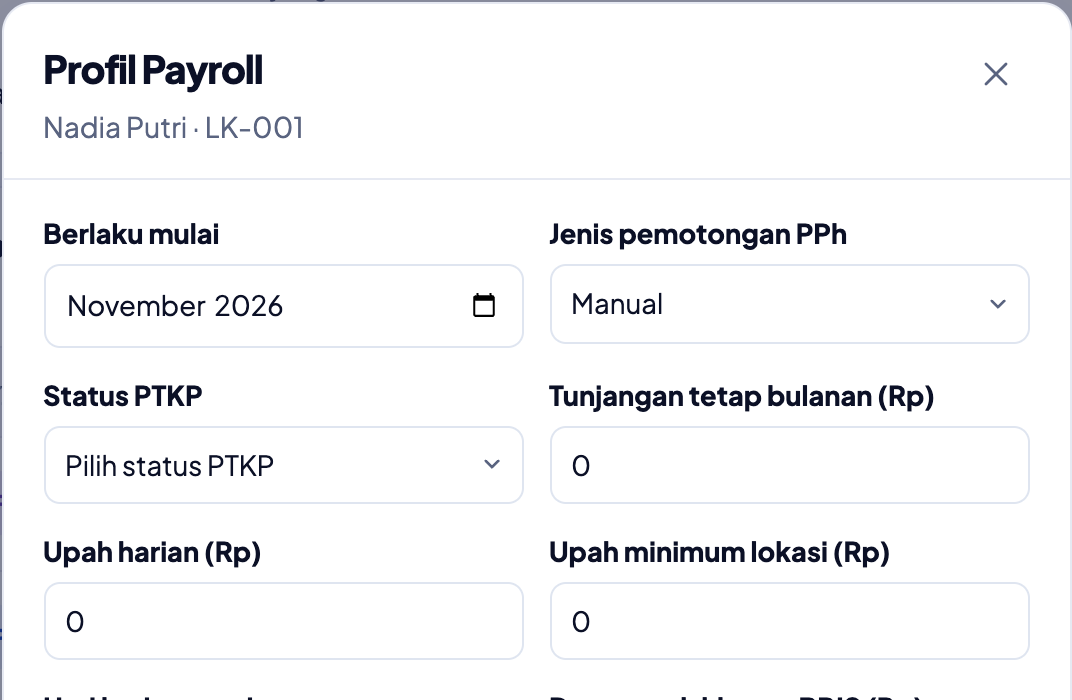 Profil Payroll
Nadia Putri · LK-001
Berlaku mulai
Jenis pemotongan PPh
November 2026
Manual
Status PTKP
Tunjangan tetap bulanan (Rp)
Pilih status PTKP
0
Upah harian (Rp)
Upah minimum lokasi (Rp)
0
0